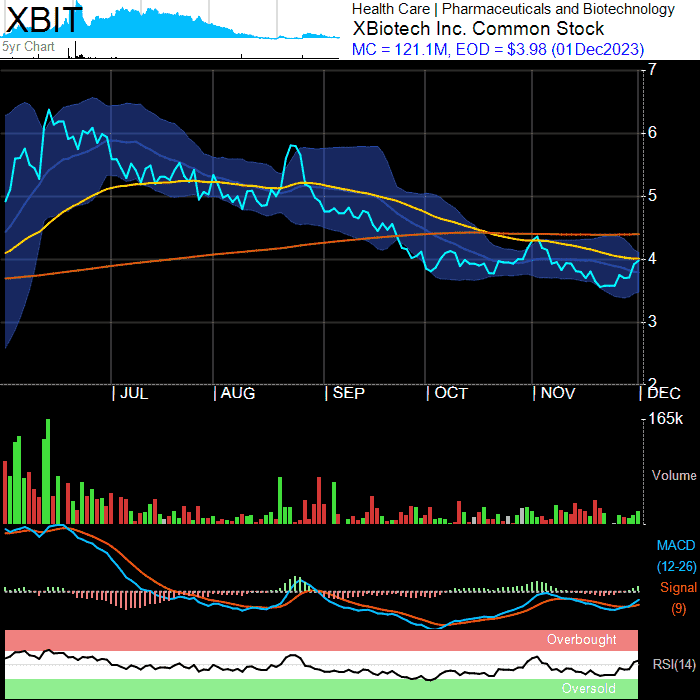 XBIT
5yr Chart
Health Care | Pharmaceuticals and Biotechnology
XBiotech Inc. Common Stock
MC = 121.1M, EOD = $3.98 (01Dec2023)
7
6
5
4
3
2
| JUL | AUG | SEP | OCT | NOV | DEC
165k
Volume
MACD
(12-26)
Signal
(9)
Overbought
RSI(14)
Oversold